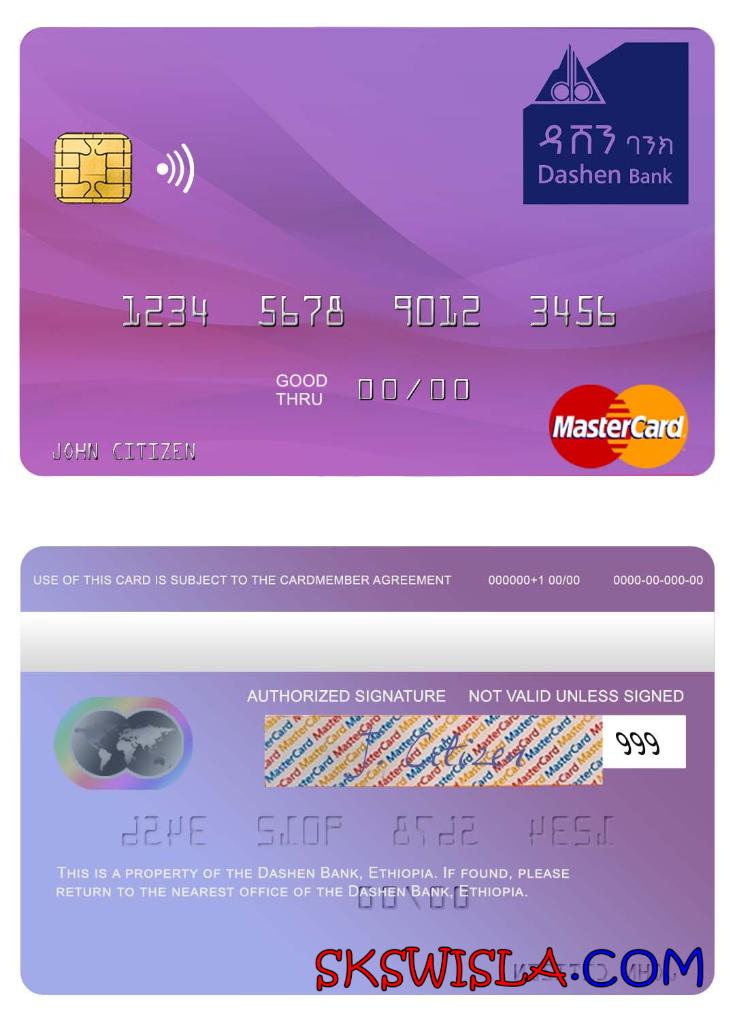 ዳሸን ባንክ
Dashen Bank
1234 5678 9012 3456
GOOD
THRU
00/00
MasterCard
JOHN CITIZEN
USE OF THIS CARD IS SUBJECT TO THE CARDMEMBER AGREEMENT 000000+1 00/00 0000-00-000-00
AUTHORIZED SIGNATURE NOT VALID UNLESS SIGNED
J. Citizen
999
THIS IS A PROPERTY OF THE DASHEN BANK, ETHIOPIA. IF FOUND, PLEASE
RETURN TO THE NEAREST OFFICE OF THE DASHEN BANK, ETHIOPIA.
SKSWISLA.COM